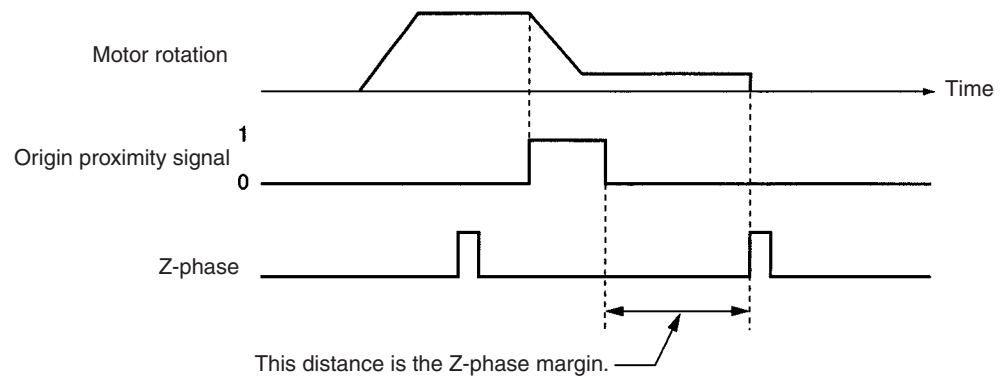 Motor rotation
Time
1
Origin proximity signal
0
Z-phase
This distance is the Z-phase margin.